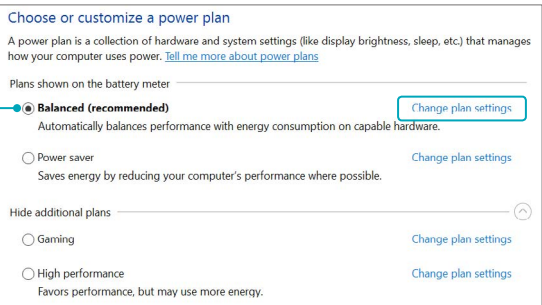 Choose or customize a power plan
A power plan is a collection of hardware and system settings (like display brightness, sleep, etc.) that manages
how your computer uses power. Tell me more about power plans
Plans shown on the battery meter
Balanced (recommended) Change plan settings
Automatically balances performance with energy consumption on capable hardware.
Power saver Change plan settings
Saves energy by reducing your computer's performance where possible.
Hide additional plans
Gaming Change plan settings
High performance Change plan settings
Favors performance, but may use more energy.